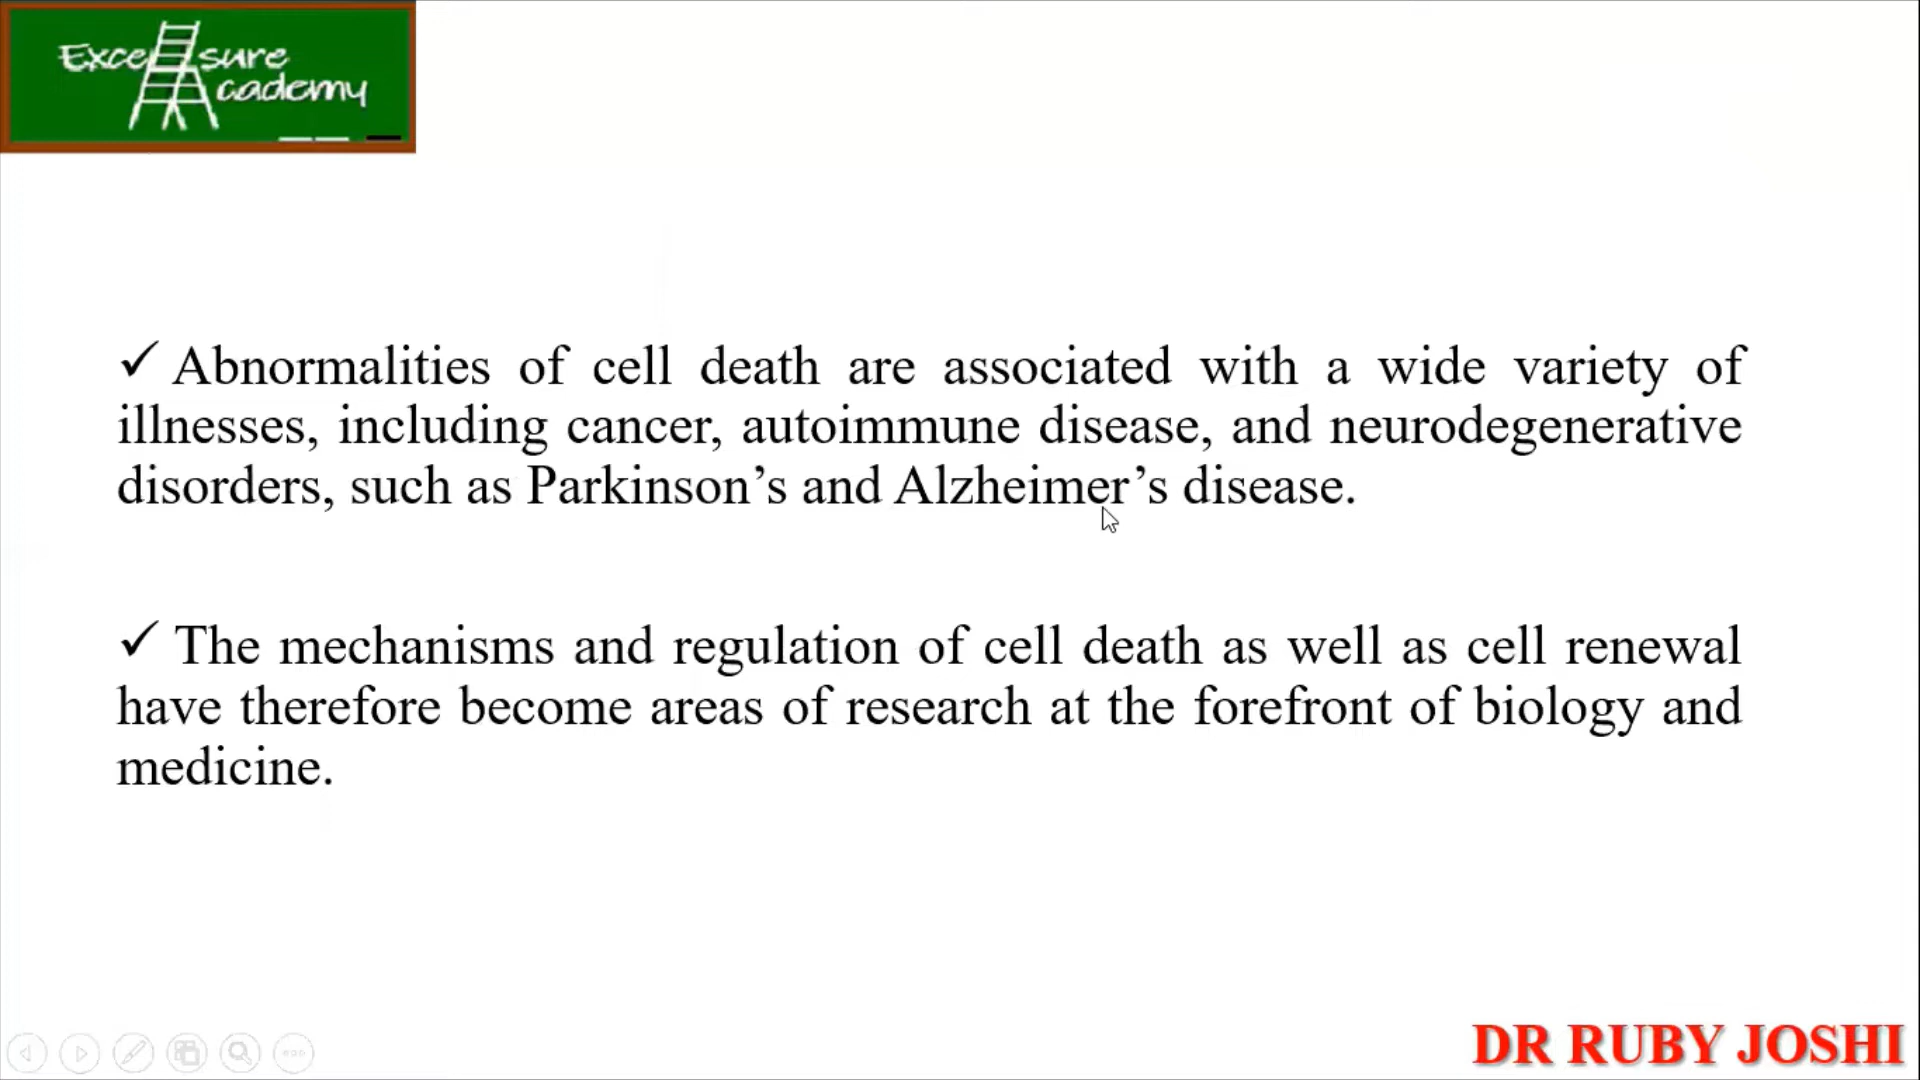 Excel sure
Academy
✓ Abnormalities of cell death are associated with a wide variety of
illnesses, including cancer, autoimmune disease, and neurodegenerative
disorders, such as Parkinson’s and Alzheimer’s disease.
✓ The mechanisms and regulation of cell death as well as cell renewal
have therefore become areas of research at the forefront of biology and
medicine.
DR RUBY JOSHI